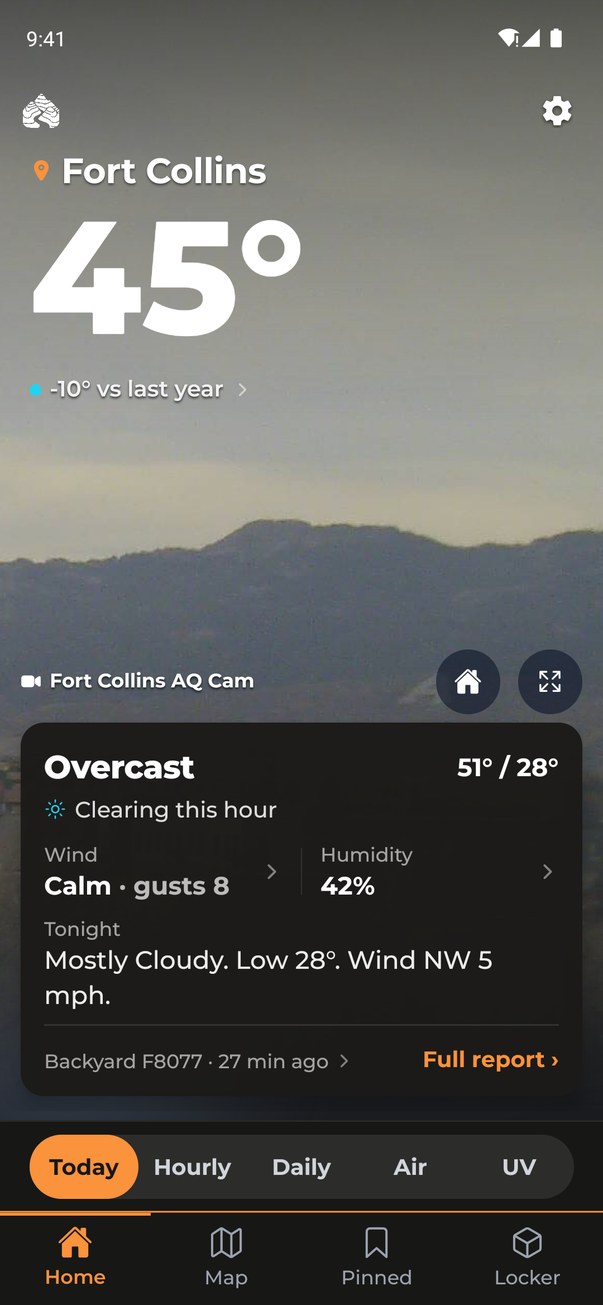 9:41
Fort Collins
45°
-10° vs last year
Fort Collins AQ Cam
Overcast
51° / 28°
Clearing this hour
Wind
Humidity
Calm · gusts 8
42%
Tonight
Mostly Cloudy. Low 28°. Wind NW 5
mph.
Backyard F8077 · 27 min ago
Full report ›
Today
Hourly
Daily
Air
UV
Home
Map
Pinned
Locker